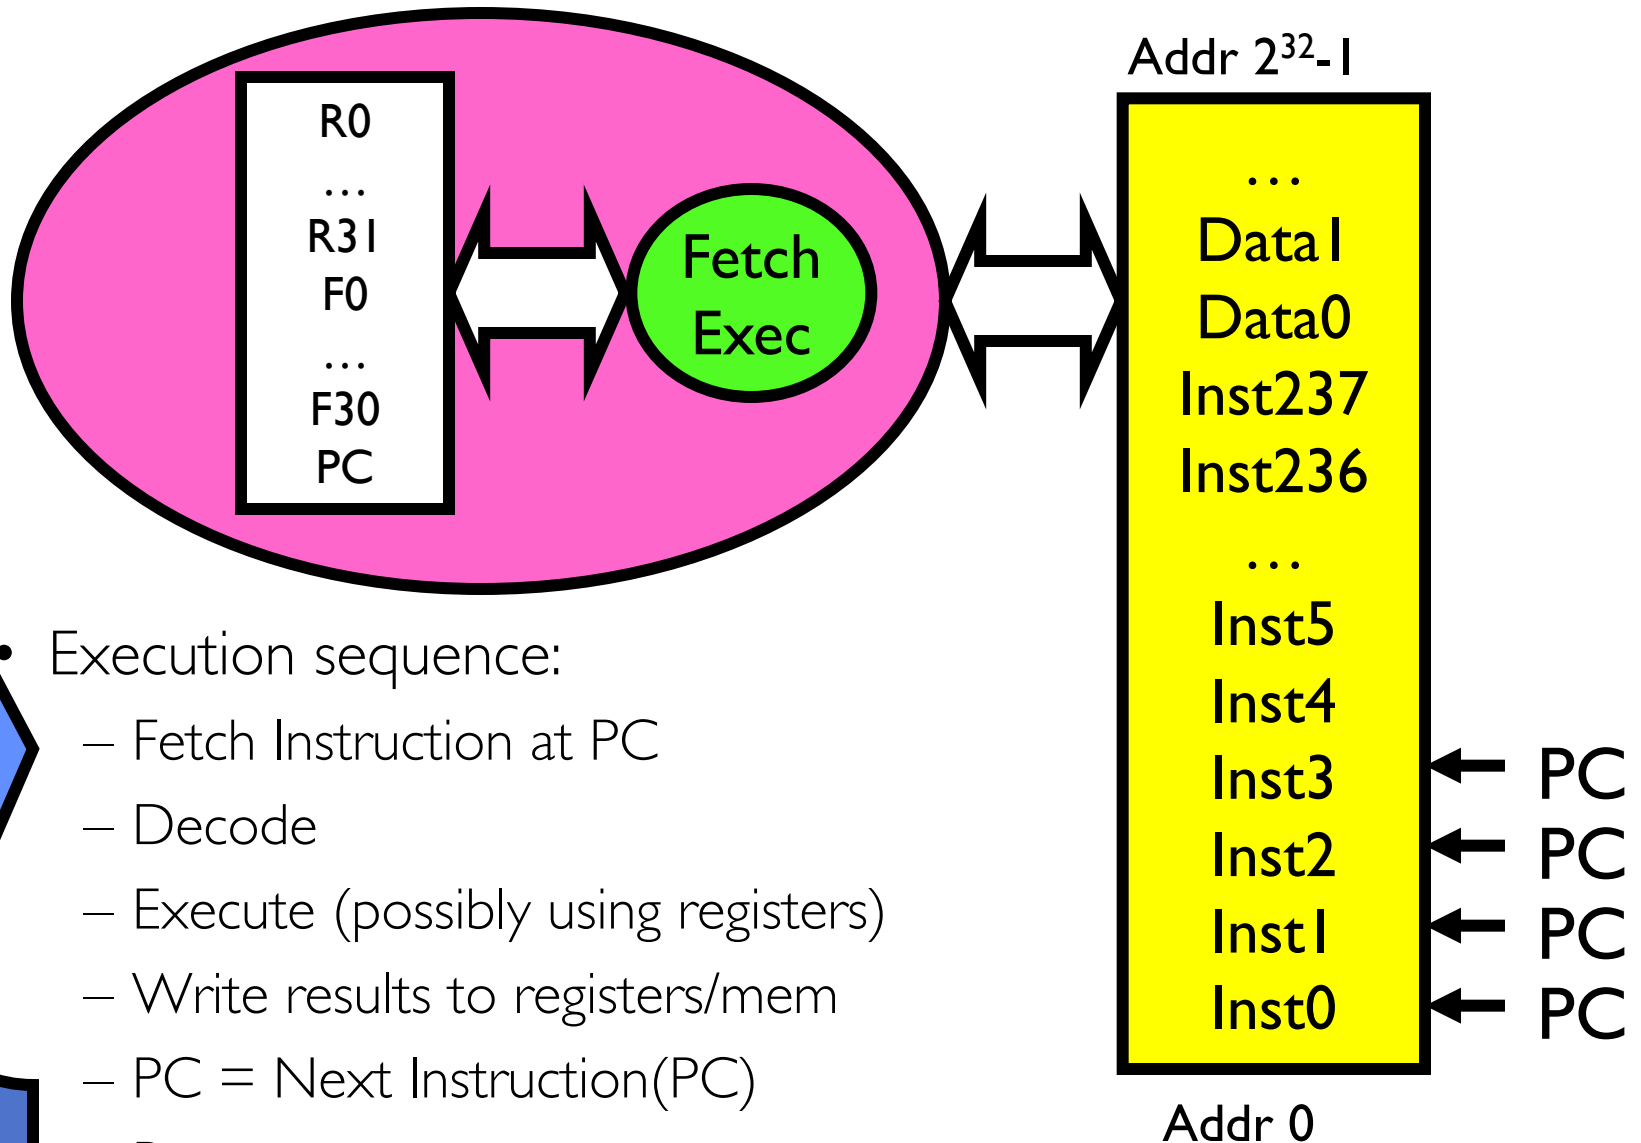 R0
…
R31
F0
…
F30
PC
Fetch
Exec
Addr 2³²-1
…
Data1
Data0
Inst237
Inst236
…
Inst5
Inst4
Inst3
Inst2
Inst1
Inst0
Addr 0
PC
PC
PC
PC
• Execution sequence:
– Fetch Instruction at PC
– Decode
– Execute (possibly using registers)
– Write results to registers/mem
– PC = Next Instruction(PC)